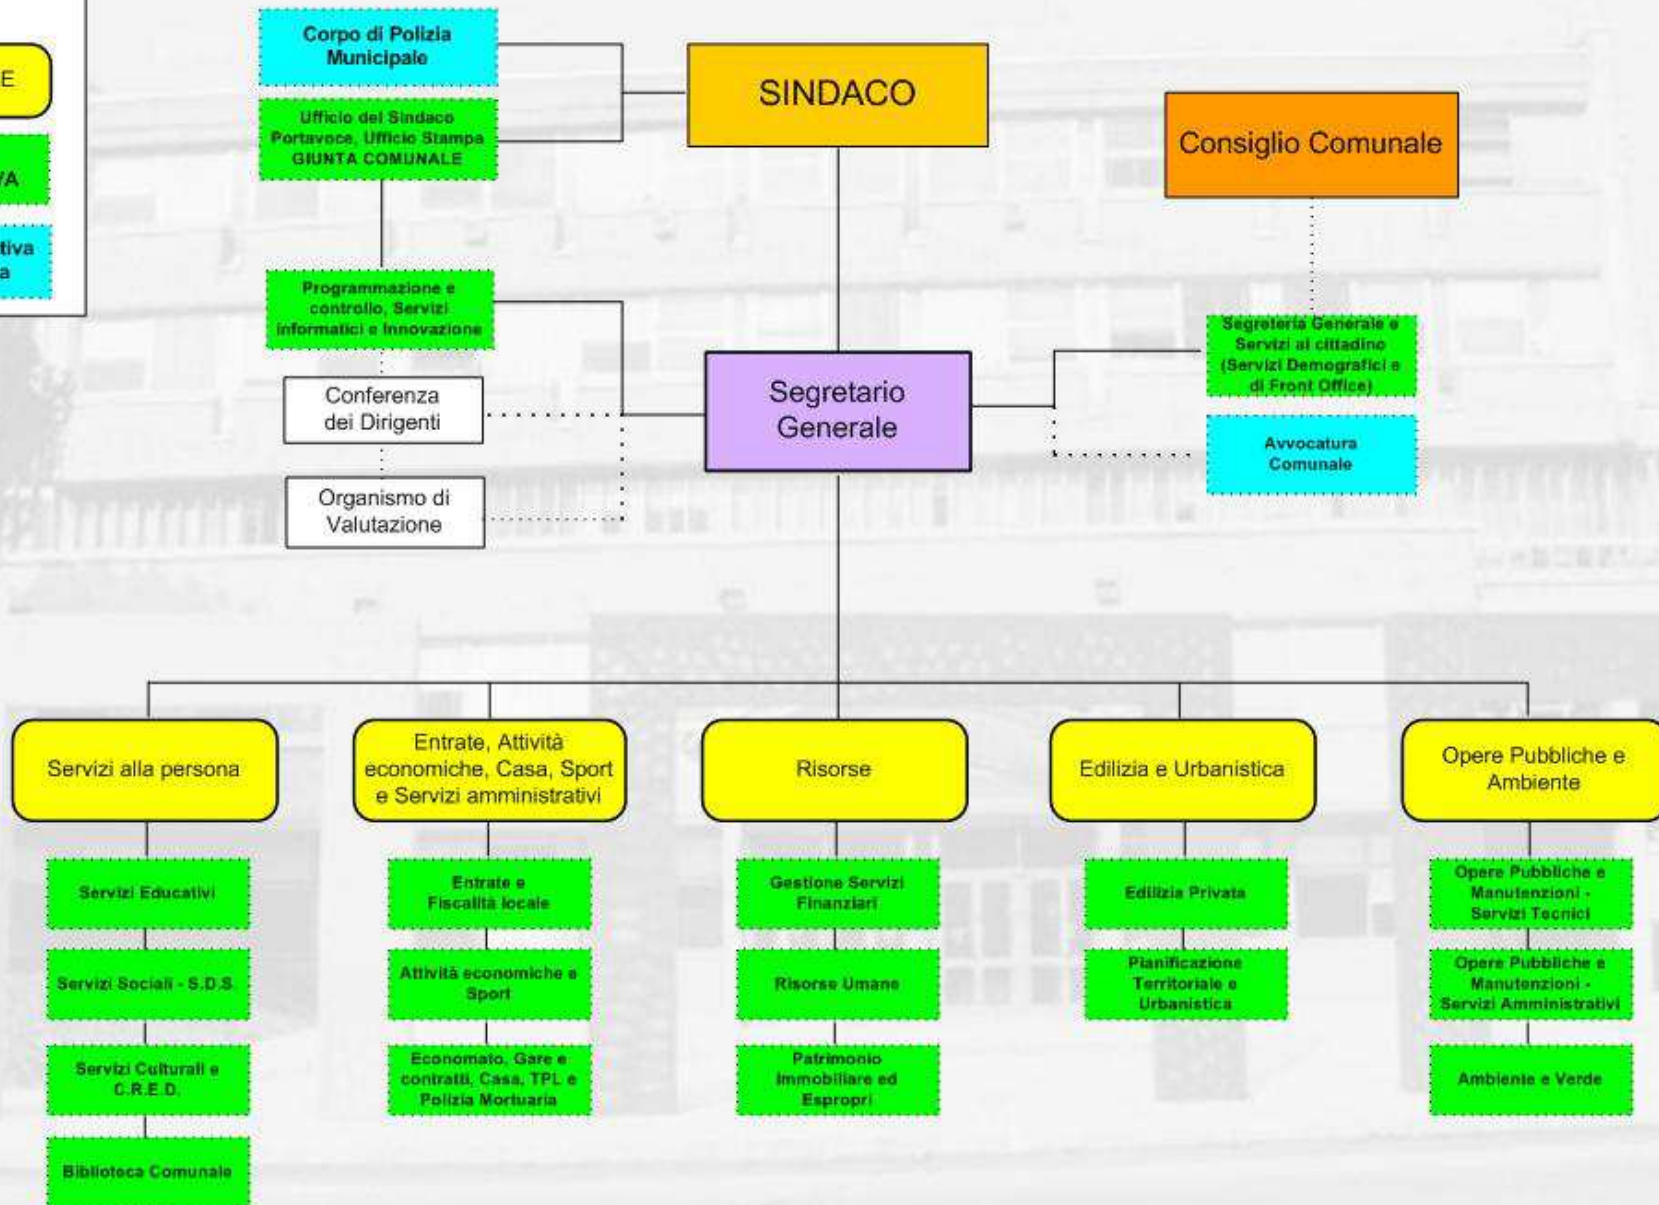 E
VA
tiva
a
Corpo di Polizia
Municipale
Ufficio del Sindaco
Portavoce, Ufficio Stampa
GIUNTA COMUNALE
SINDACO
Consiglio Comunale
Programmazione e
controllo, Servizi
informatici e Innovazione
Conferenza
dei Dirigenti
Organismo di
Valutazione
Segretario
Generale
Segreteria Generale e
Servizi al cittadino
(Servizi Demografici e
di Front Office)
Avvocatura
Comunale
Servizi alla persona
Servizi Educativi
Servizi Sociali - S.D.S.
Servizi Culturali e
C.R.E.D.
Biblioteca Comunale
Entrate, Attività
economiche, Casa, Sport
e Servizi amministrativi
Entrate e
Fiscalità locale
Attività economiche e
Sport
Economato, Gare e
contratti, Casa, TPL e
Polizia Mortuaria
Risorse
Gestione Servizi
Finanziari
Risorse Umane
Patrimonio
Immobiliare ed
Espropri
Edilizia e Urbanistica
Edilizia Privata
Pianificazione
Territoriale e
Urbanistica
Opere Pubbliche e
Ambiente
Opere Pubbliche e
Manutenzioni -
Servizi Tecnici
Opere Pubbliche e
Manutenzioni -
Servizi Amministrativi
Ambiente e Verde